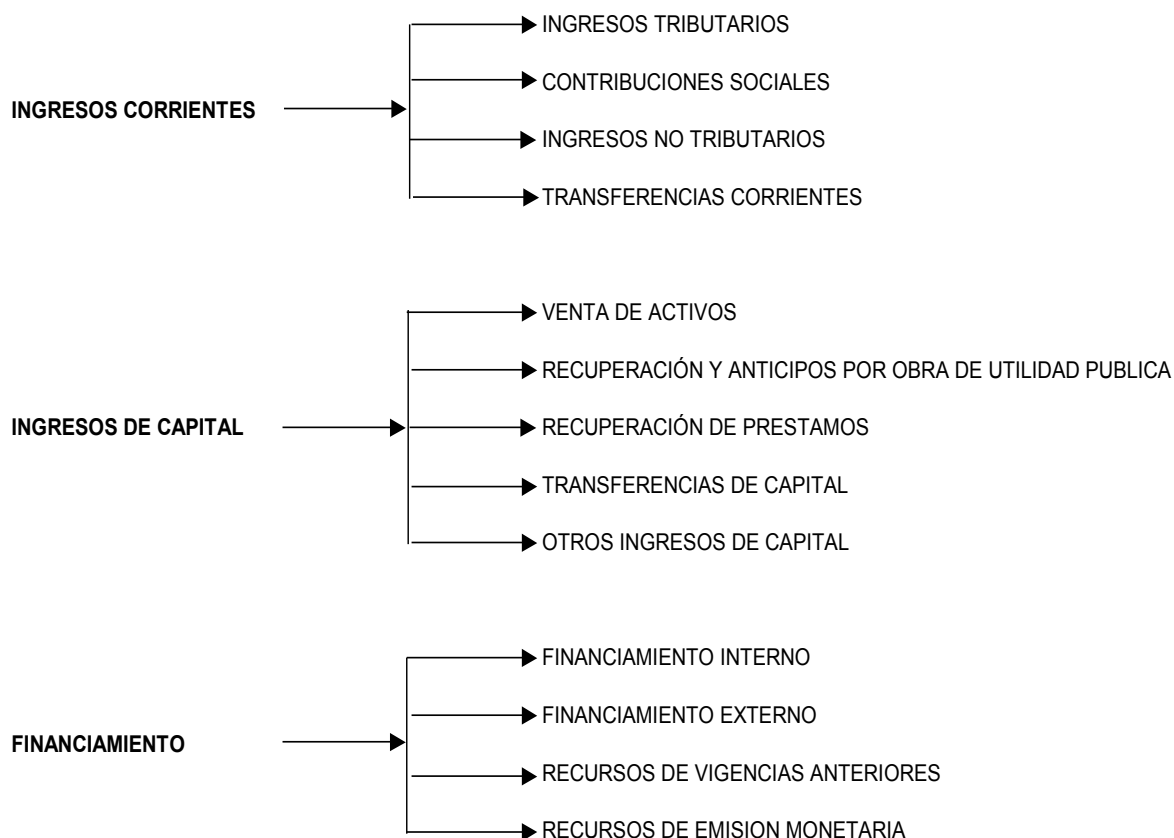 INGRESOS CORRIENTES
INGRESOS TRIBUTARIOS
CONTRIBUCIONES SOCIALES
INGRESOS NO TRIBUTARIOS
TRANSFERENCIAS CORRIENTES
INGRESOS DE CAPITAL
VENTA DE ACTIVOS
RECUPERACIÓN Y ANTICIPOS POR OBRA DE UTILIDAD PUBLICA
RECUPERACIÓN DE PRESTAMOS
TRANSFERENCIAS DE CAPITAL
OTROS INGRESOS DE CAPITAL
FINANCIAMIENTO
FINANCIAMIENTO INTERNO
FINANCIAMIENTO EXTERNO
RECURSOS DE VIGENCIAS ANTERIORES
RECURSOS DE EMISION MONETARIA